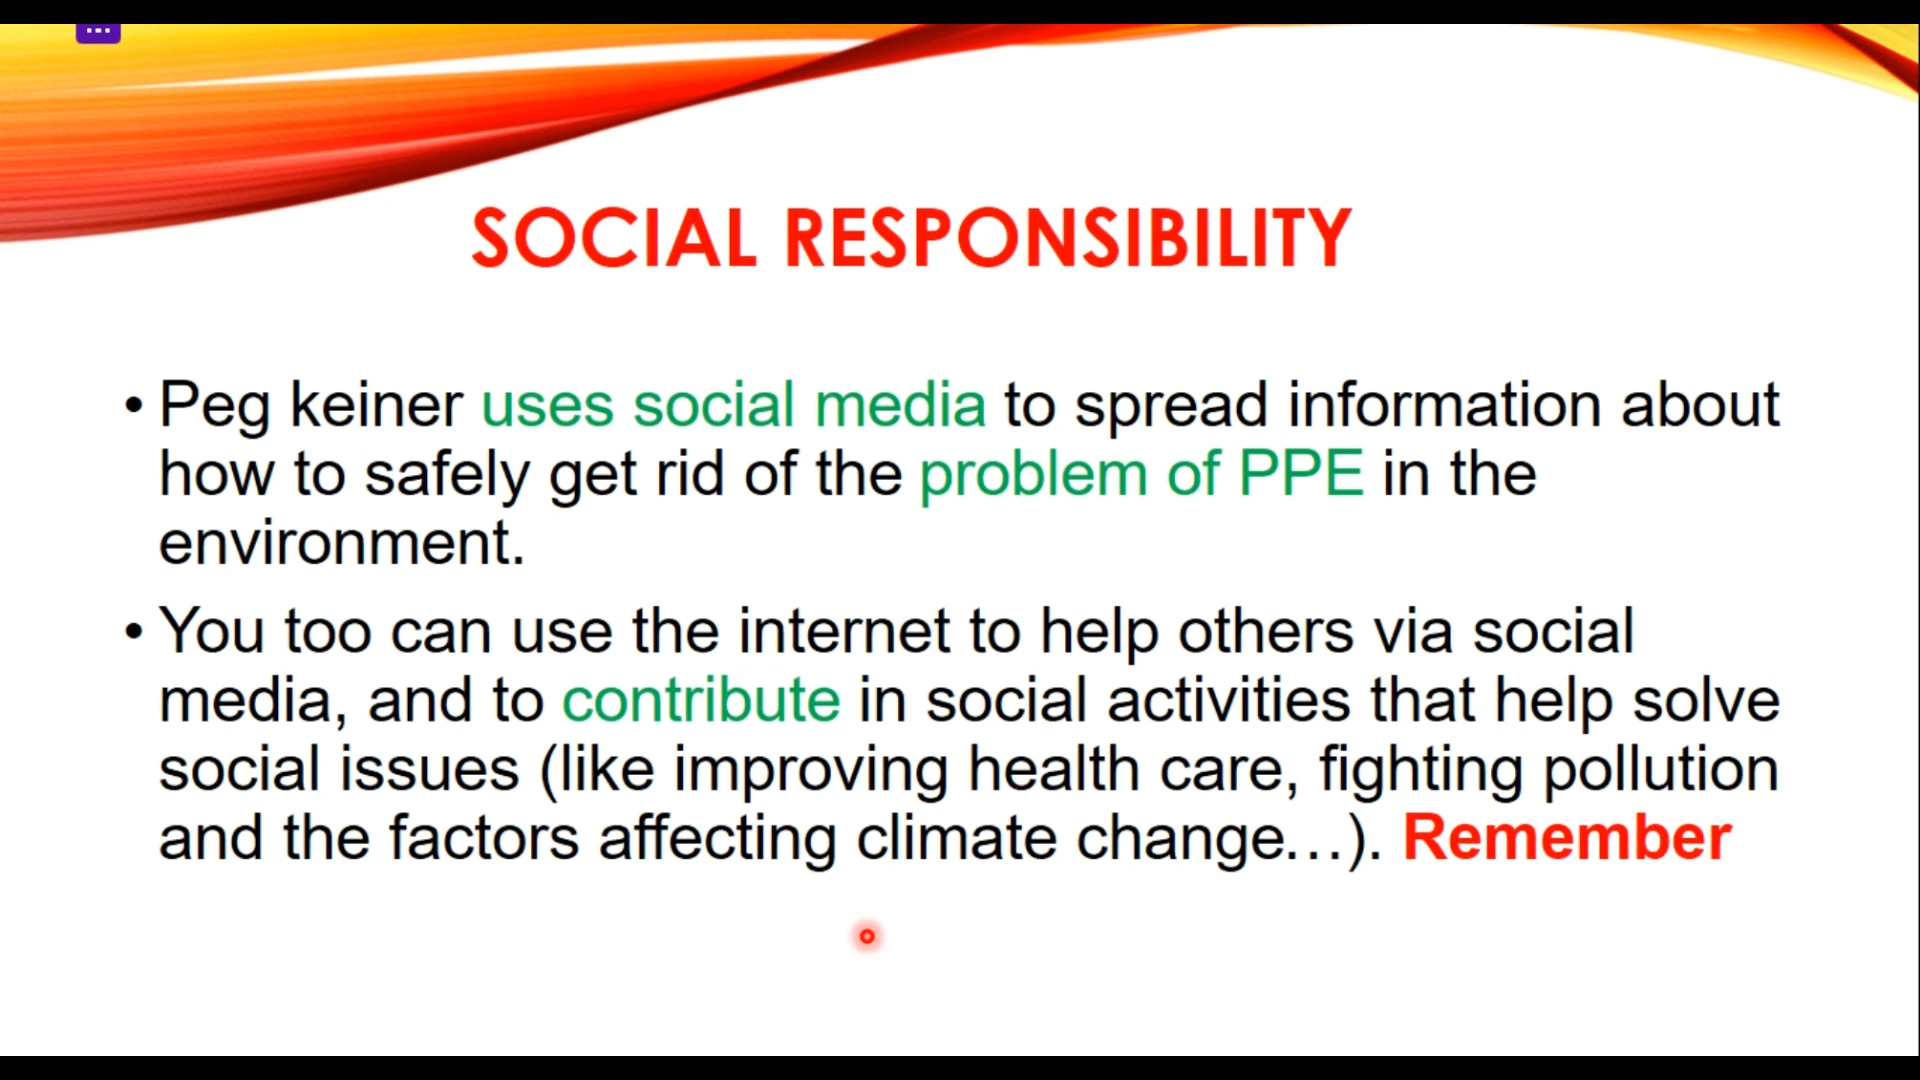 SOCIAL RESPONSIBILITY
• Peg keiner uses social media to spread information about
how to safely get rid of the problem of PPE in the
environment.
• You too can use the internet to help others via social
media, and to contribute in social activities that help solve
social issues (like improving health care, fighting pollution
and the factors affecting climate change…). Remember